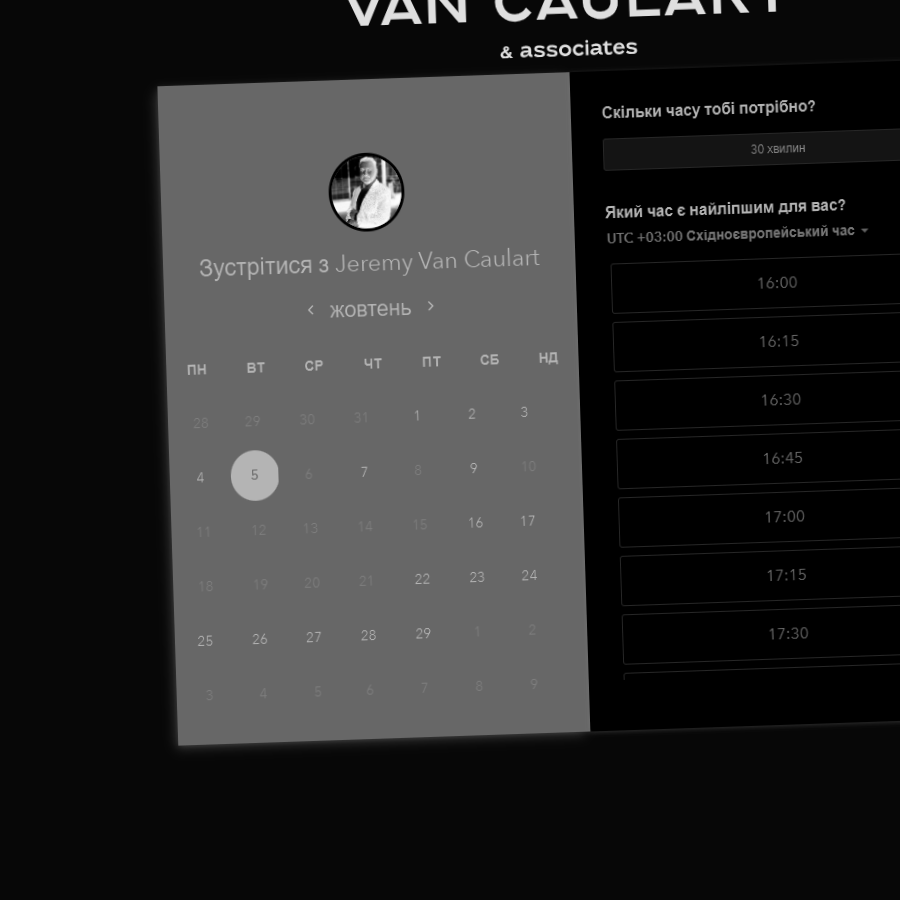 VAN CAULART
& associates
Зустрітися з Jeremy Van Caulart
жовтень
ПН ВТ СР ЧТ ПТ СБ НД
28 29 30 31 1 2 3
4 5 6 7 8 9 10
11 12 13 14 15 16 17
18 19 20 21 22 23 24
25 26 27 28 29 1 2
3 4 5 6 7 8 9
Скільки часу тобі потрібно?
30 хвилин
Який час є найліпшим для вас?
UTC +03:00 Східноєвропейський час
16:00
16:15
16:30
16:45
17:00
17:15
17:30